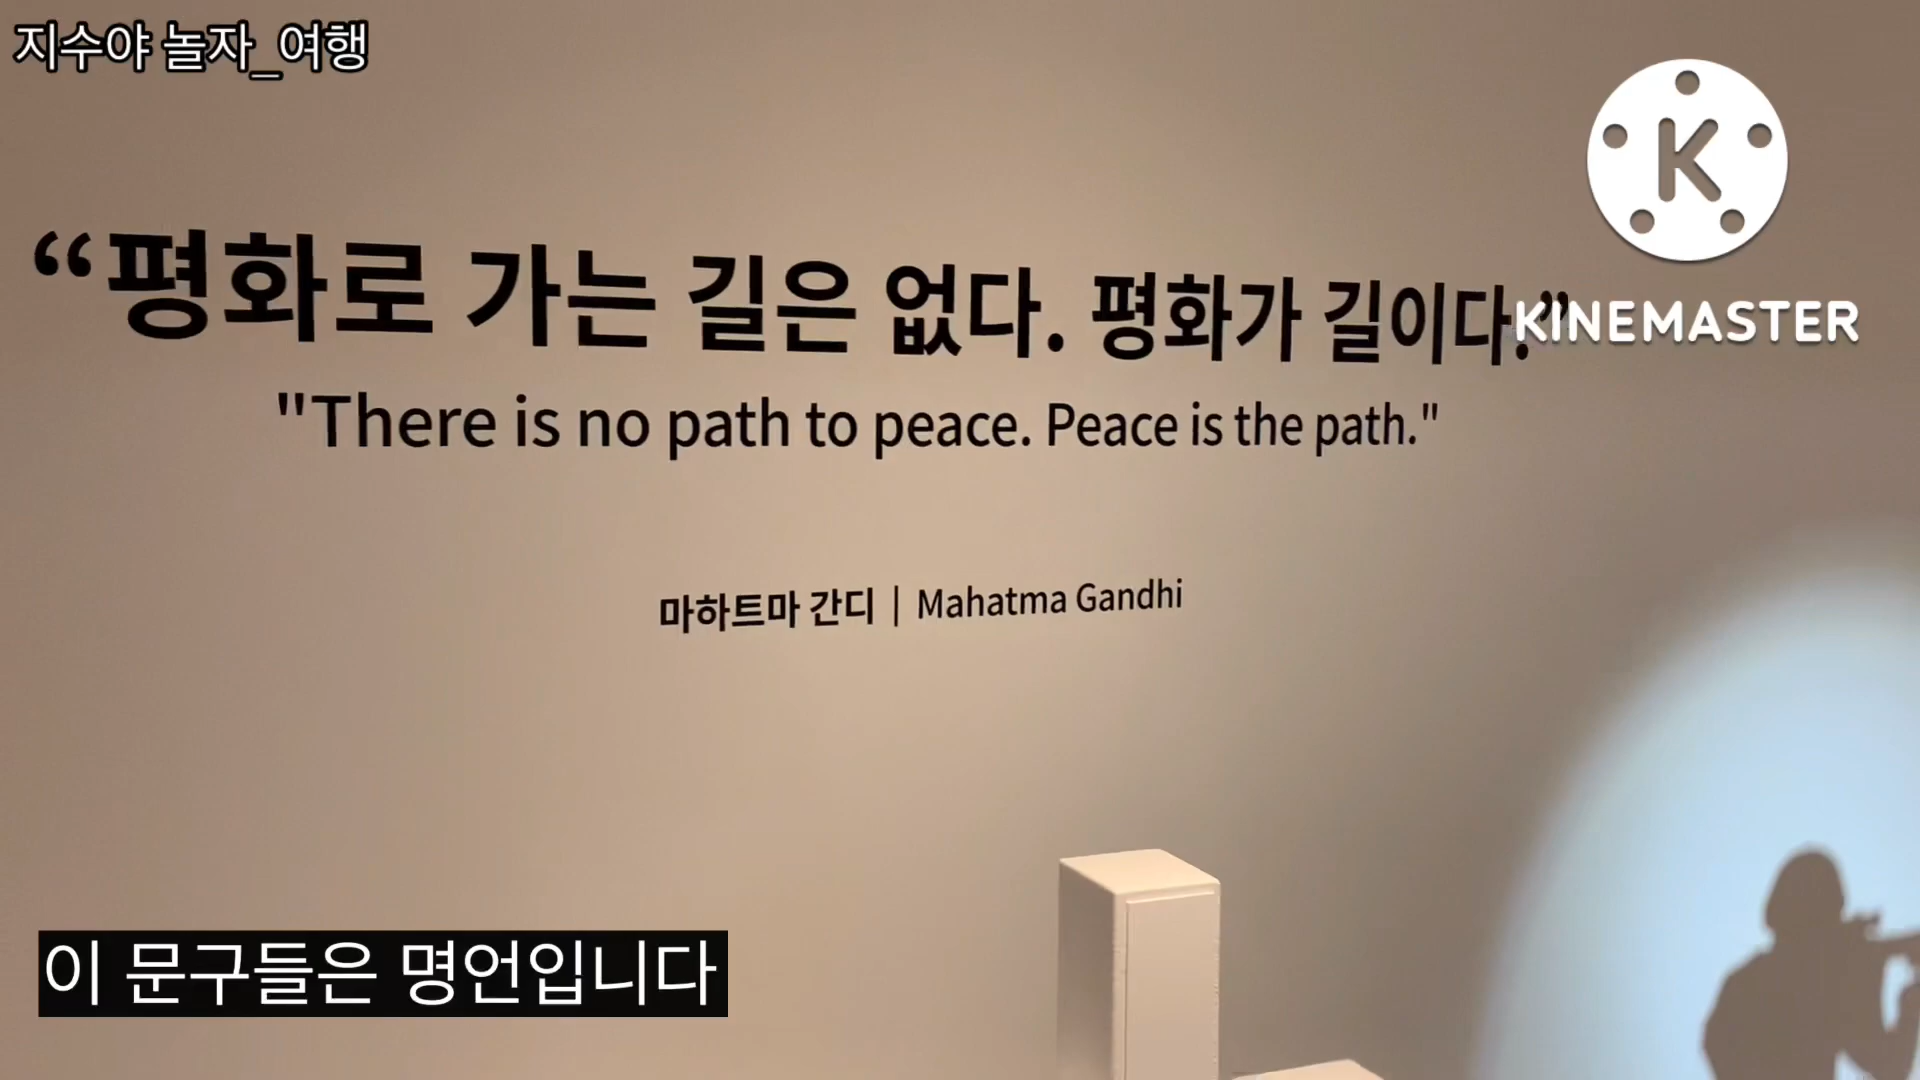 지수야 놀자_여행
K
KINEMASTER
“평화로 가는 길은 없다. 평화가 길이다.”
"There is no path to peace. Peace is the path."
마하트마 간디 | Mahatma Gandhi
이 문구들은 명언입니다